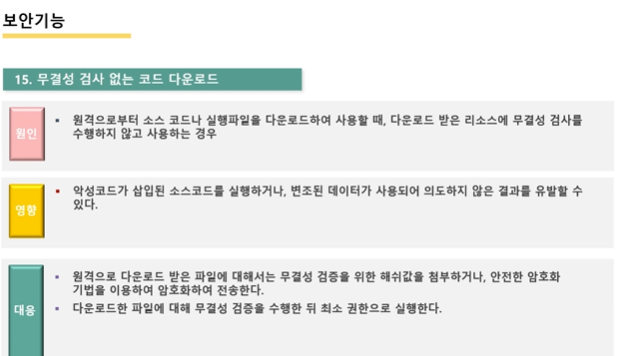 보안기능
15. 무결성 검사 없는 코드 다운로드
원인
▪ 원격으로부터 소스 코드나 실행파일을 다운로드하여 사용할 때, 다운로드 받은 리소스에 무결성 검사를
수행하지 않고 사용하는 경우
영향
▪ 악성코드가 삽입된 소스코드를 실행하거나, 변조된 데이터가 사용되어 의도하지 않은 결과를 유발할 수
있다.
대응
▪ 원격으로 다운로드 받은 파일에 대해서는 무결성 검증을 위한 해쉬값을 첨부하거나, 안전한 암호화
기법을 이용하여 암호화하여 전송한다.
▪ 다운로드한 파일에 대해 무결성 검증을 수행한 뒤 최소 권한으로 실행한다.